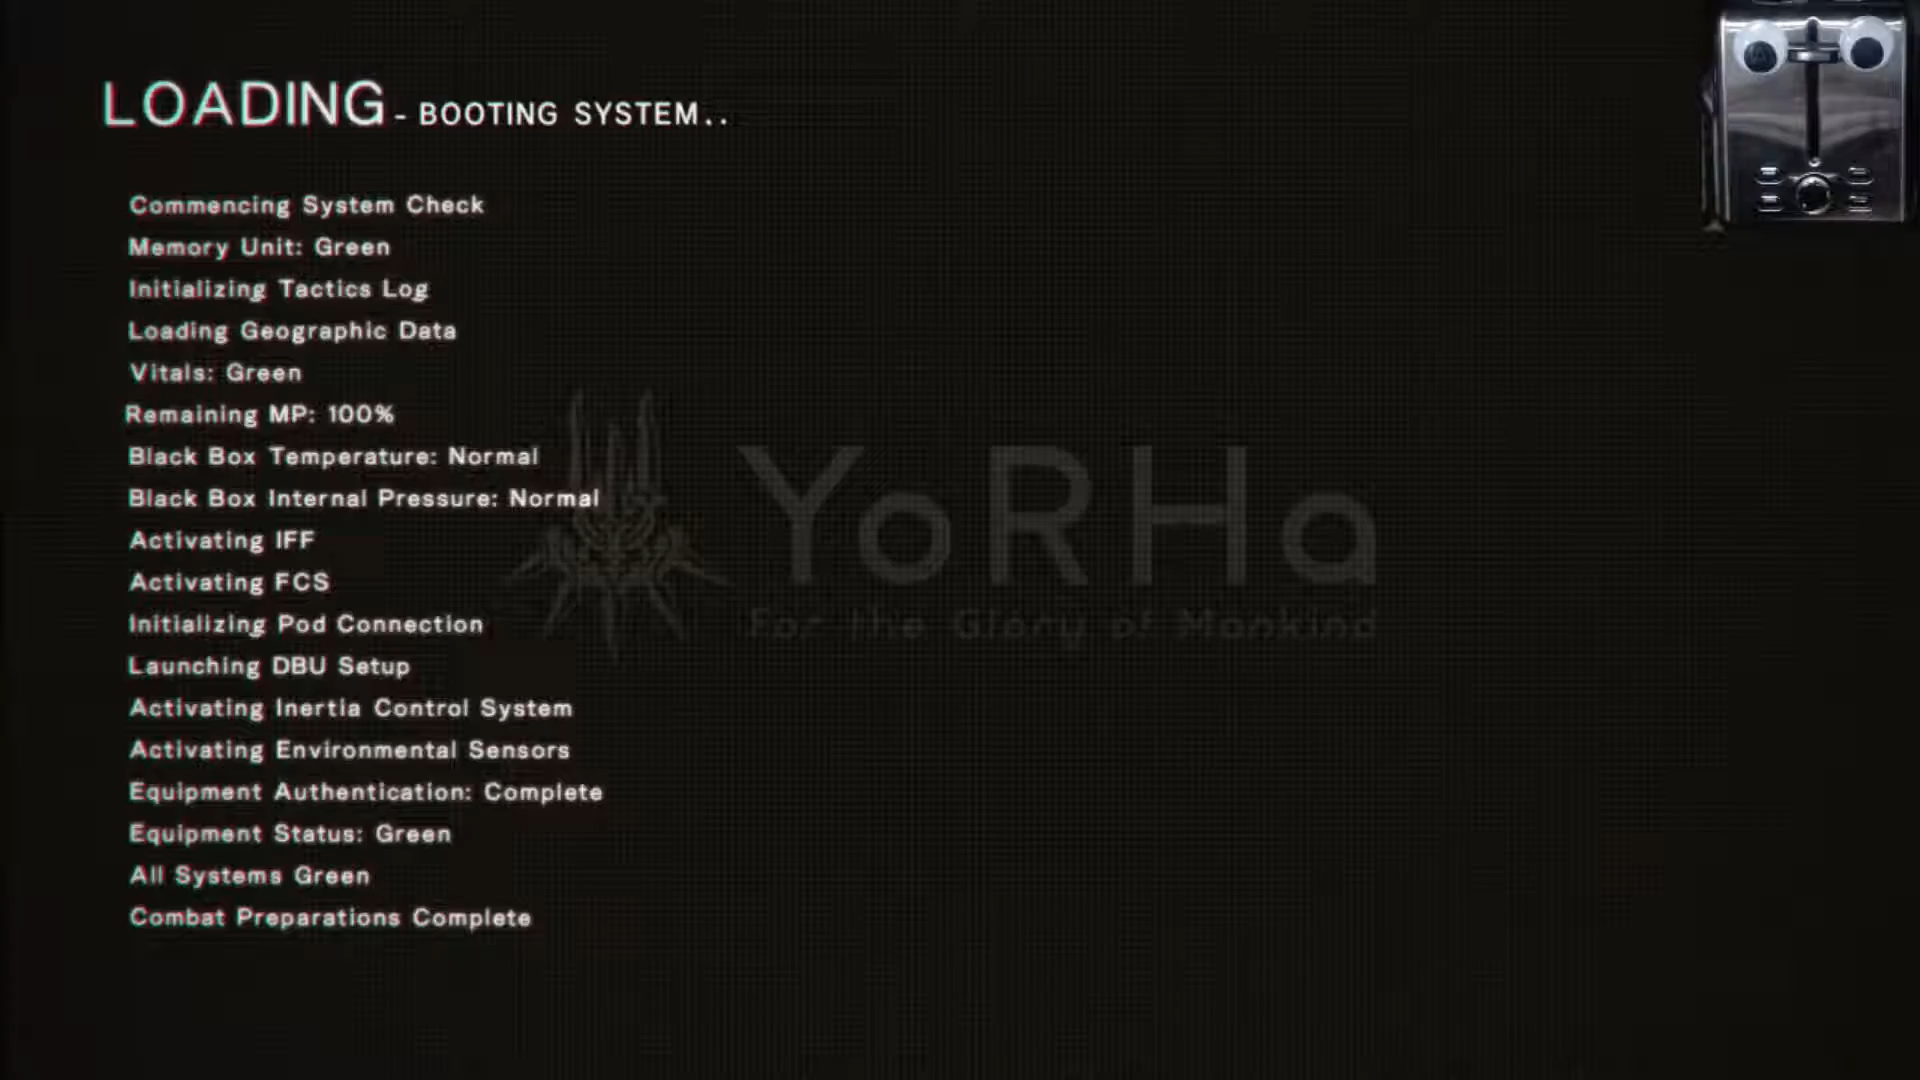 LOADING - BOOTING SYSTEM..
Commencing System Check
Memory Unit: Green
Initializing Tactics Log
Loading Geographic Data
Vitals: Green
Remaining MP: 100%
Black Box Temperature: Normal
Black Box Internal Pressure: Normal
Activating IFF
Activating FCS
Initializing Pod Connection
Launching DBU Setup
Activating Inertia Control System
Activating Environmental Sensors
Equipment Authentication: Complete
Equipment Status: Green
All Systems Green
Combat Preparations Complete
YoRHa
For the Glory of Mankind